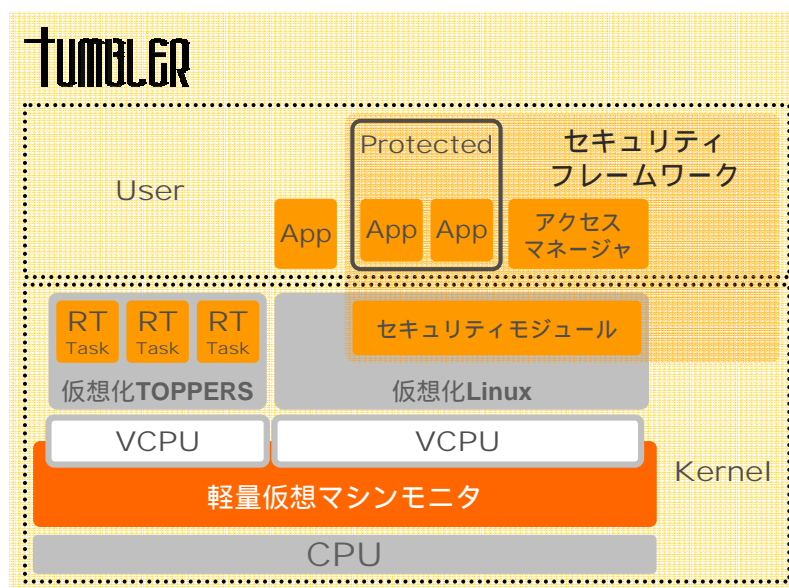 TUMBLER
Protected
セキュリティ
フレームワーク
User
App
App
App
アクセス
マネージャ
RT
Task
RT
Task
RT
Task
セキュリティモジュール
仮想化TOPPERS
仮想化Linux
VCPU
VCPU
Kernel
軽量仮想マシンモニタ
CPU